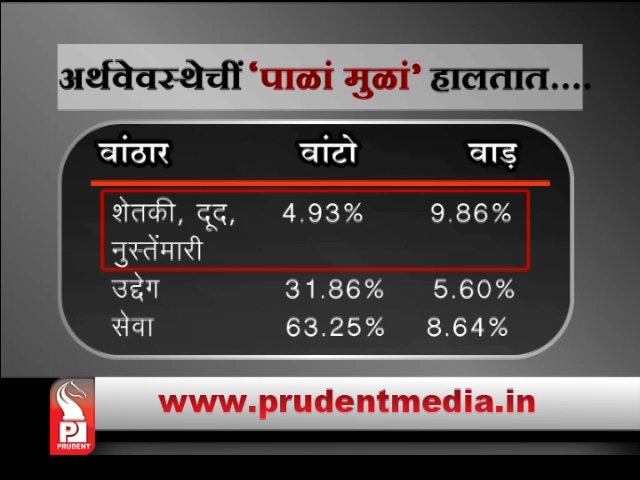 अर्थवेवस्थेचीं 'पाळां मुळां' हालतात....
वांठार वांटो वाड़
शेतकी, दूद, 4.93% 9.86%
नुस्तेंमारी
उद्देग 31.86% 5.60%
सेवा 63.25% 8.64%
www.prudentmedia.in
PRUDENT